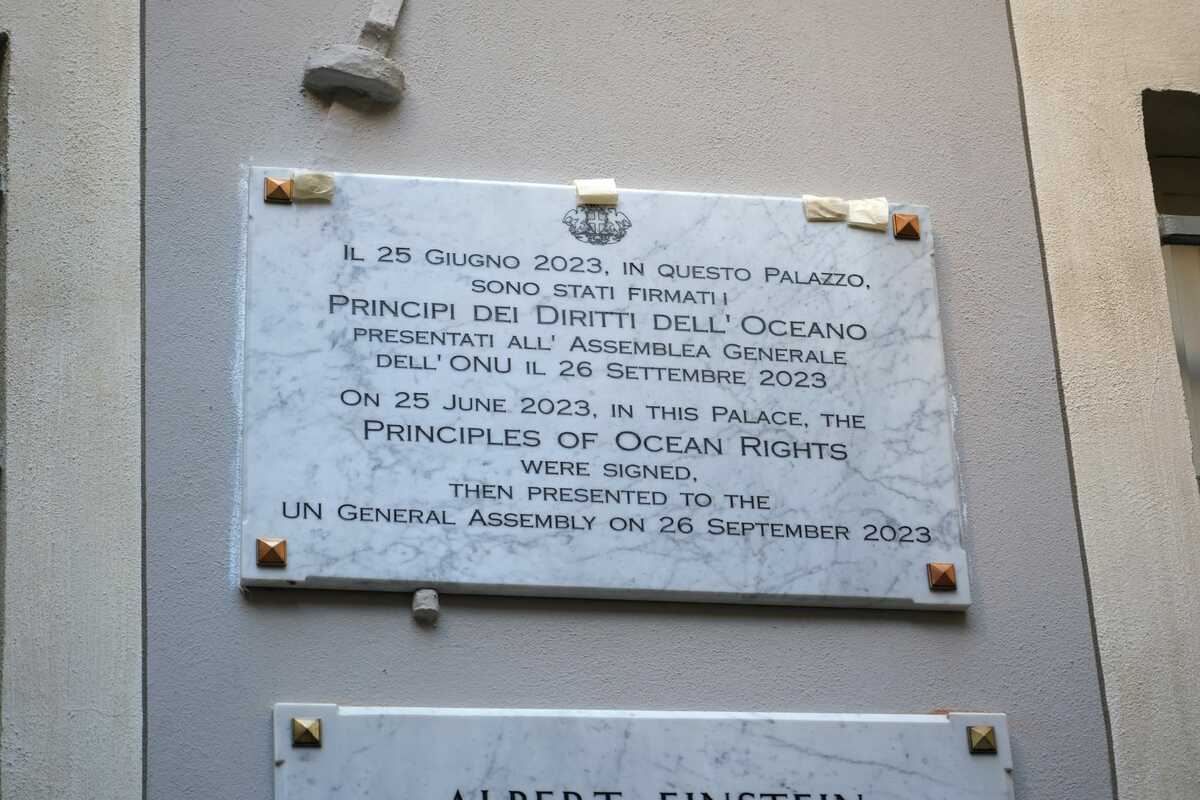 Il 25 Giugno 2023, in questo Palazzo,
sono stati firmati i
Principi dei Diritti dell' Oceano
presentati all' Assemblea Generale
dell' ONU il 26 Settembre 2023
On 25 June 2023, in this Palace, the
Principles of Ocean Rights
were signed,
then presented to the
UN General Assembly on 26 September 2023
ALBERT EINSTEIN